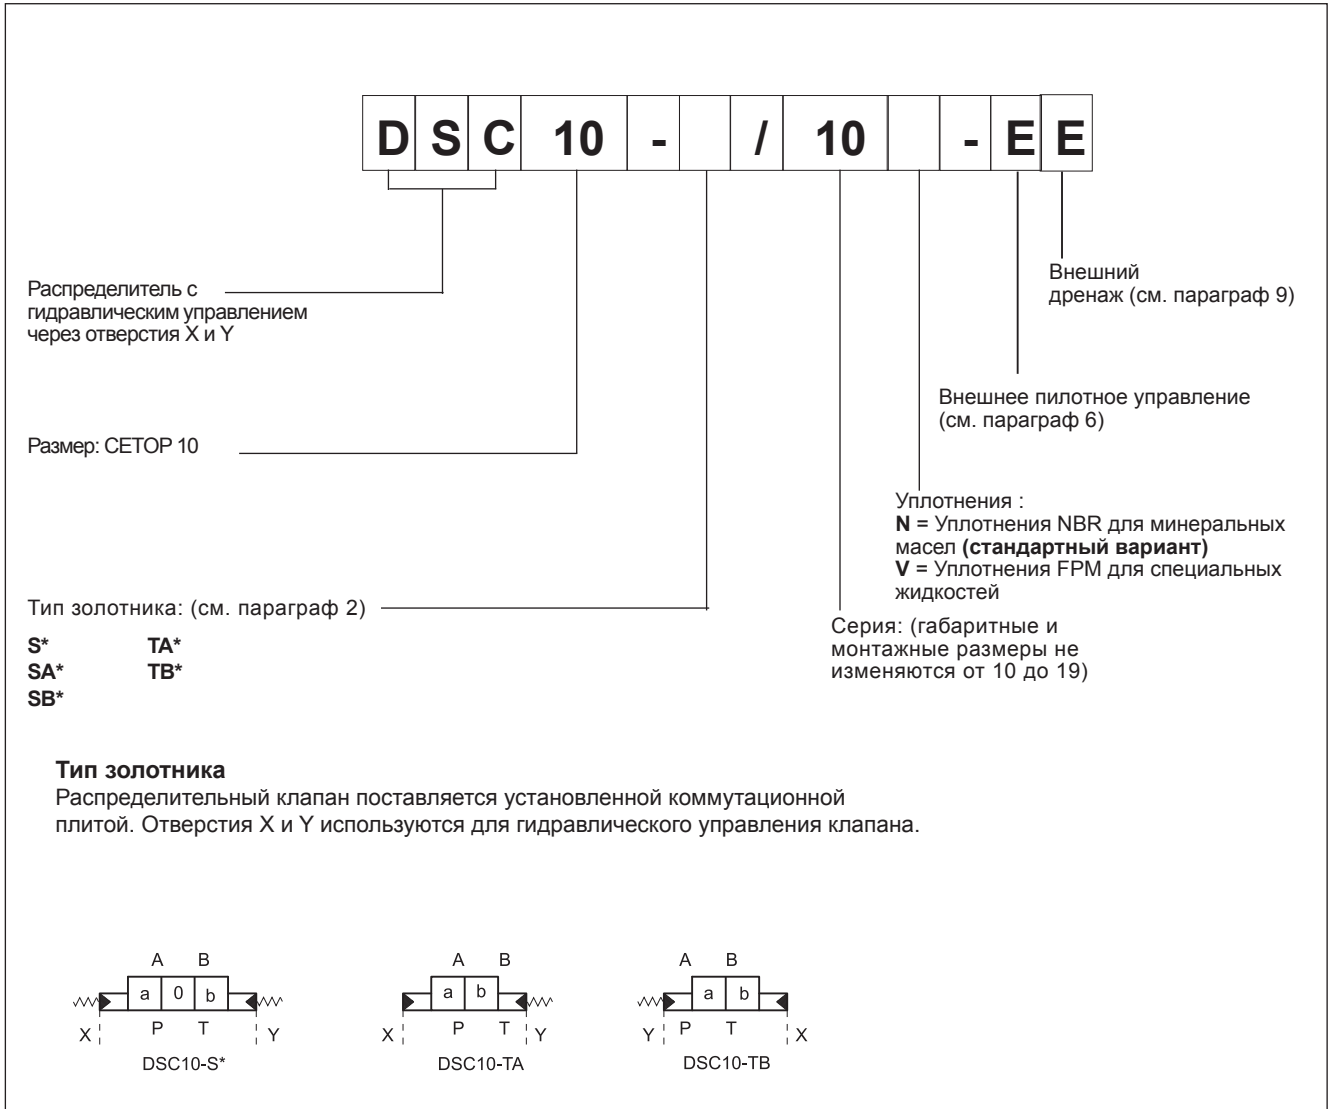 DSC 10 - / 10 - E E
Распределитель с
гидравлическим управлением
через отверстия X и Y
Внешний
дренаж (см. параграф 9)
Внешнее пилотное управление
(см. параграф 6)
Размер: CETOP 10
Уплотнения :
N = Уплотнения NBR для минеральных
масел (стандартный вариант)
V = Уплотнения FPM для специальных
жидкостей
Тип золотника: (см. параграф 2)
S* TA*
SA* TB*
SB*
Серия: (габаритные и
монтажные размеры не
изменяются от 10 до 19)
Тип золотника
Распределительный клапан поставляется установленной коммутационной
плитой. Отверстия X и Y используются для гидравлического управления клапана.
A B
a 0 b
X P T Y
DSC10-S*
A B
a b
X P T Y
DSC10-TA
A B
a b
Y P T X
DSC10-TB